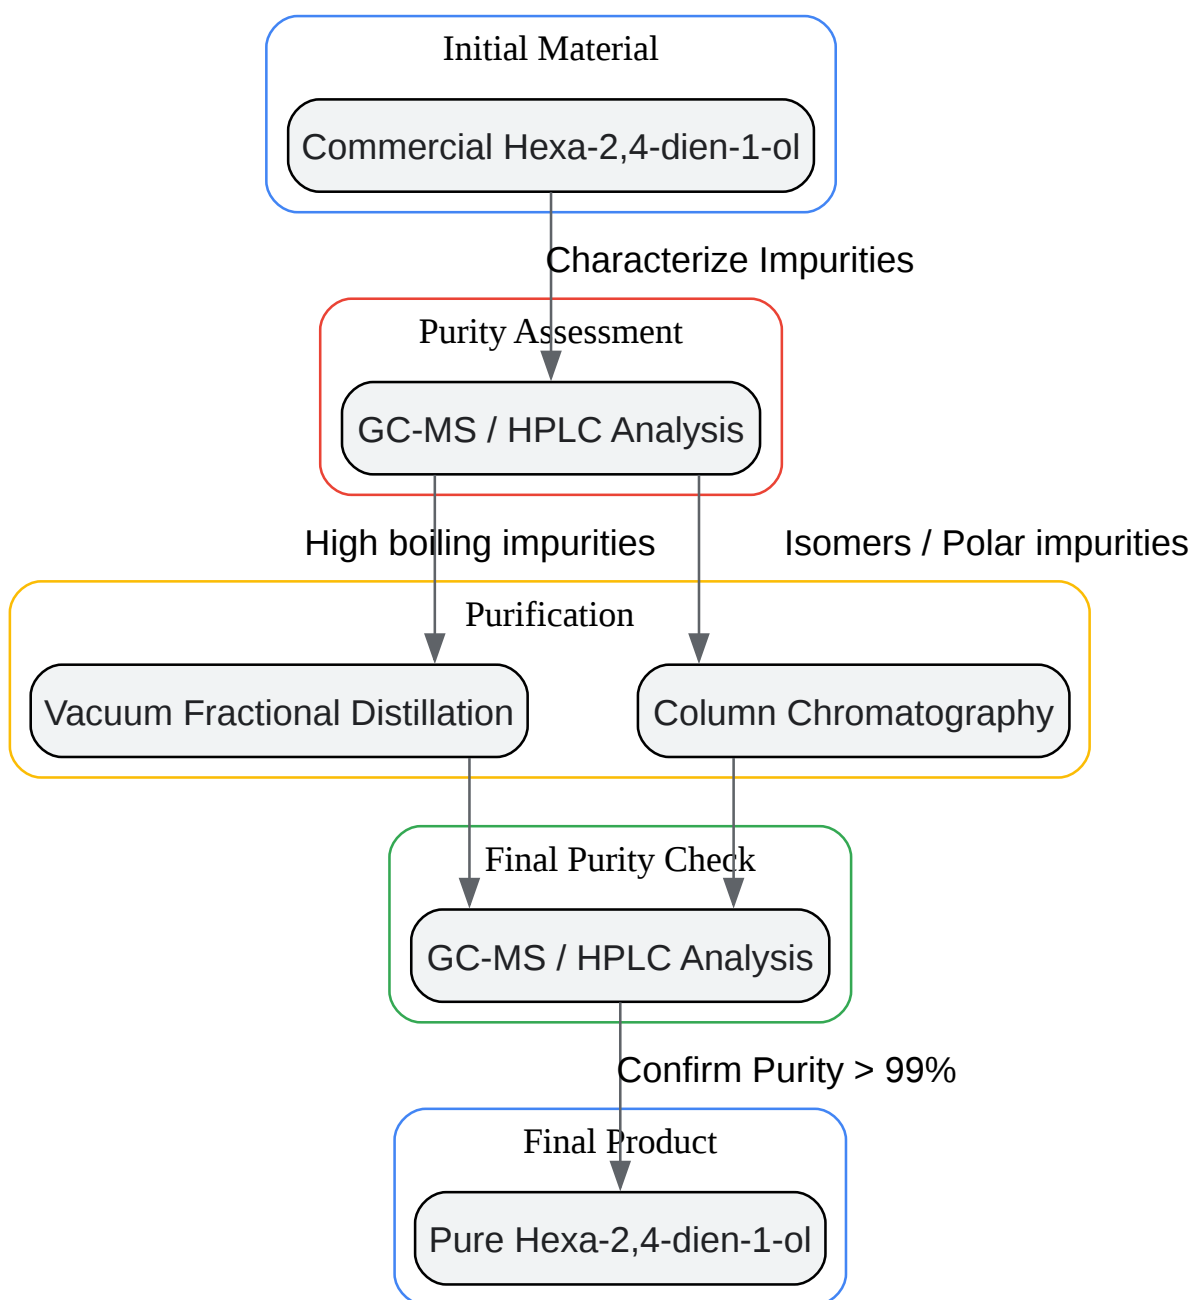 Initial Material
Commercial Hexa-2,4-dien-1-ol
Characterize Impurities
Purity Assessment
GC-MS / HPLC Analysis
High boiling impurities
Isomers / Polar impurities
Purification
Vacuum Fractional Distillation
Column Chromatography
Final Purity Check
GC-MS / HPLC Analysis
Confirm Purity > 99%
Final Product
Pure Hexa-2,4-dien-1-ol